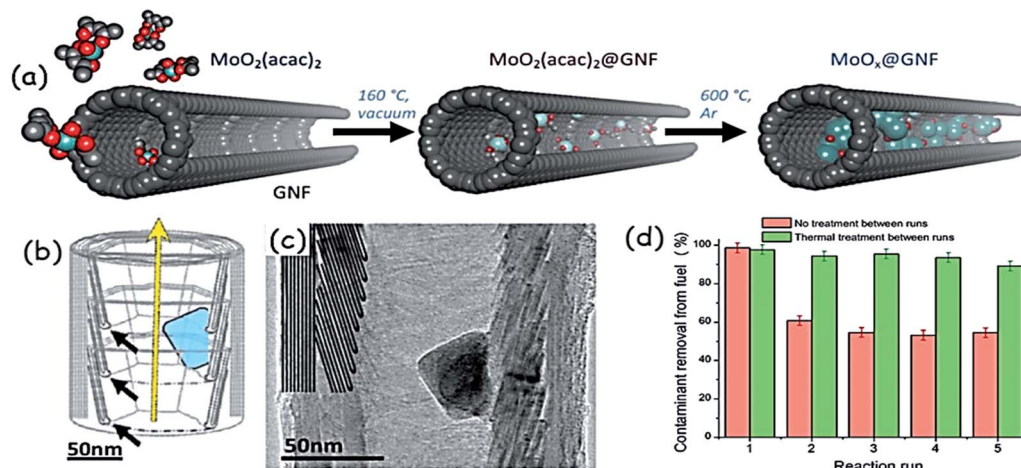 (a)
MoO₂(acac)₂
GNF
160 °C,
vacuum
MoO₂(acac)₂@GNF
600 °C,
Ar
MoOₓ@GNF
(b)
50nm
(c)
50nm
(d)
No treatment between runs
Thermal treatment between runs
Contaminant removal from fuel (%)
100
80
60
40
20
0
1
2
3
4
5
Reaction run